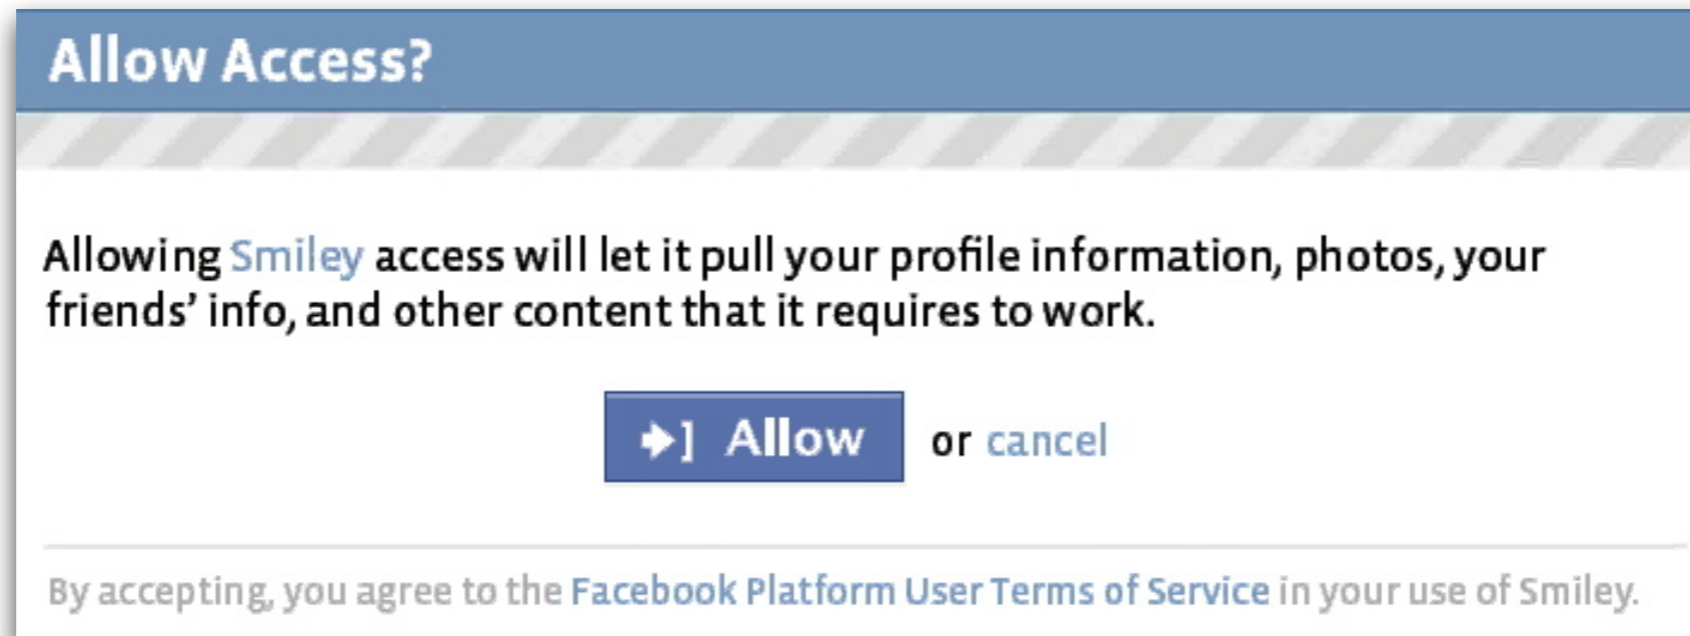 Allow Access?
Allowing Smiley access will let it pull your profile information, photos, your
friends’ info, and other content that it requires to work.
Allow or cancel
By accepting, you agree to the Facebook Platform User Terms of Service in your use of Smiley.